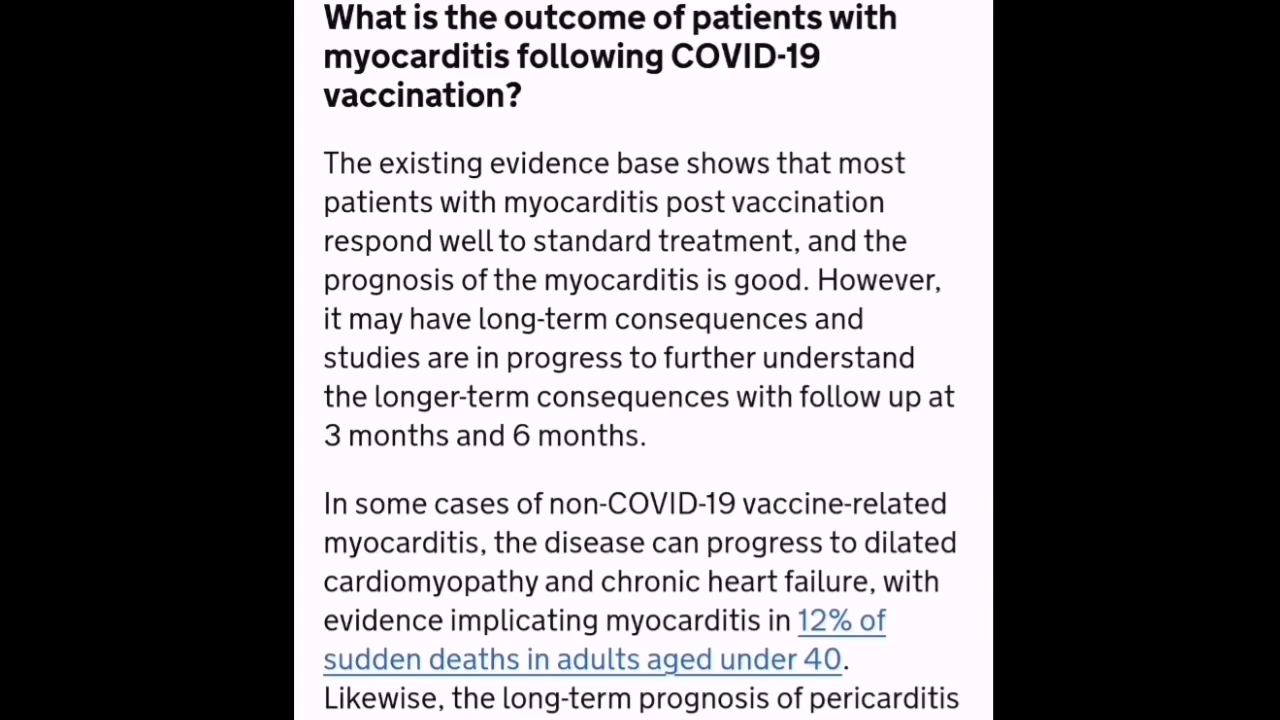 What is the outcome of patients with
myocarditis following COVID-19
vaccination?
The existing evidence base shows that most
patients with myocarditis post vaccination
respond well to standard treatment, and the
prognosis of the myocarditis is good. However,
it may have long-term consequences and
studies are in progress to further understand
the longer-term consequences with follow up at
3 months and 6 months.
In some cases of non-COVID-19 vaccine-related
myocarditis, the disease can progress to dilated
cardiomyopathy and chronic heart failure, with
evidence implicating myocarditis in 12% of
sudden deaths in adults aged under 40.
Likewise, the long-term prognosis of pericarditis